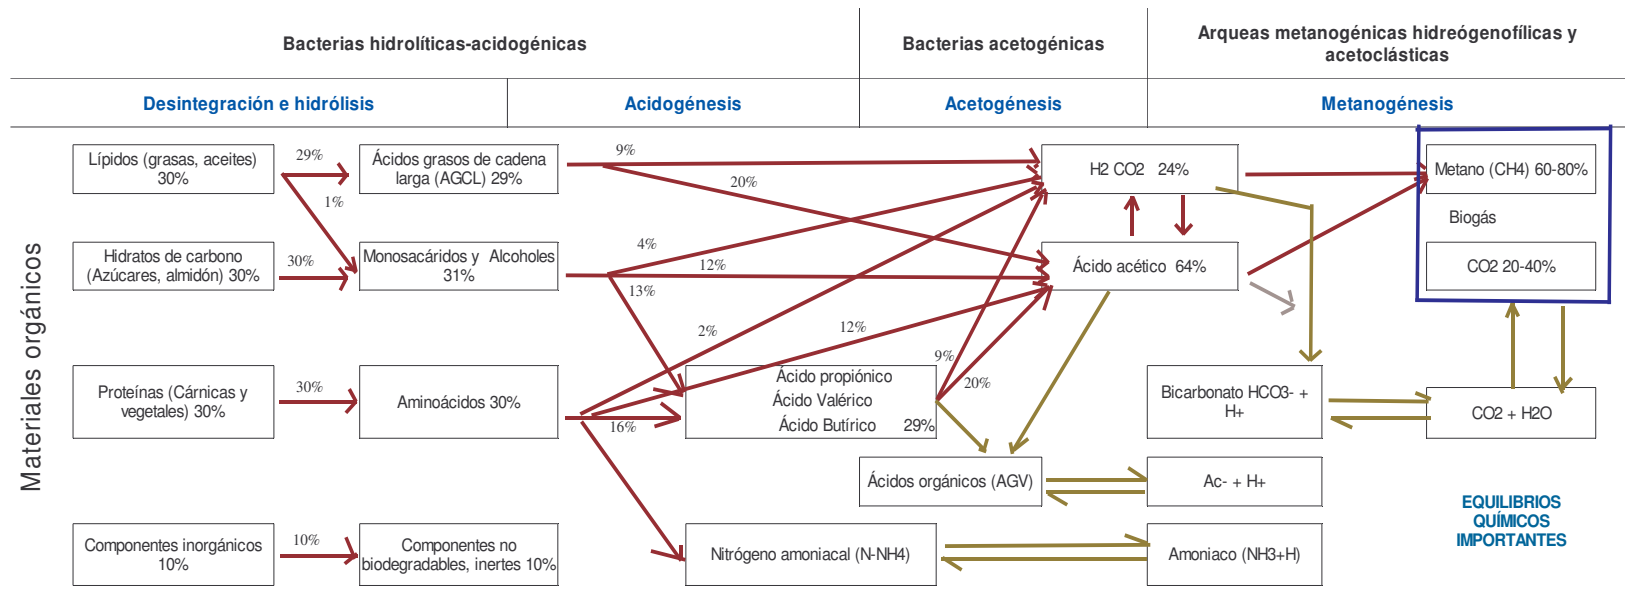 Bacterias hidrolíticas-acidogénicas
Bacterias acetogénicas
Arqueas metanogénicas hidreógenofílicas y
acetoclásticas
Desintegración e hidrólisis
Acidogénesis
Acetogénesis
Metanogénesis
Materiales orgánicos
Lípidos (grasas, aceites)
30%
29%
1%
Ácidos grasos de cadena
larga (AGCL) 29%
9%
20%
H2 CO2 24%
Metano (CH4) 60-80%
Biogás
CO2 20-40%
Hidratos de carbono
(Azúcares, almidón) 30%
30%
Monosacáridos y Alcoholes
31%
4%
12%
13%
Ácido acético 64%
2%
12%
9%
20%
Proteínas (Cárnicas y
vegetales) 30%
30%
Aminoácidos 30%
16%
Ácido propiónico
Ácido Valérico
Ácido Butírico 29%
Bicarbonato HCO3- +
H+
CO2 + H2O
Ácidos orgánicos (AGV)
Ac- + H+
EQUILIBRIOS
QUÍMICOS
IMPORTANTES
Componentes inorgánicos
10%
10%
Componentes no
biodegradables, inertes 10%
Nitrógeno amoniacal (N-NH4)
Amoniaco (NH3+H)